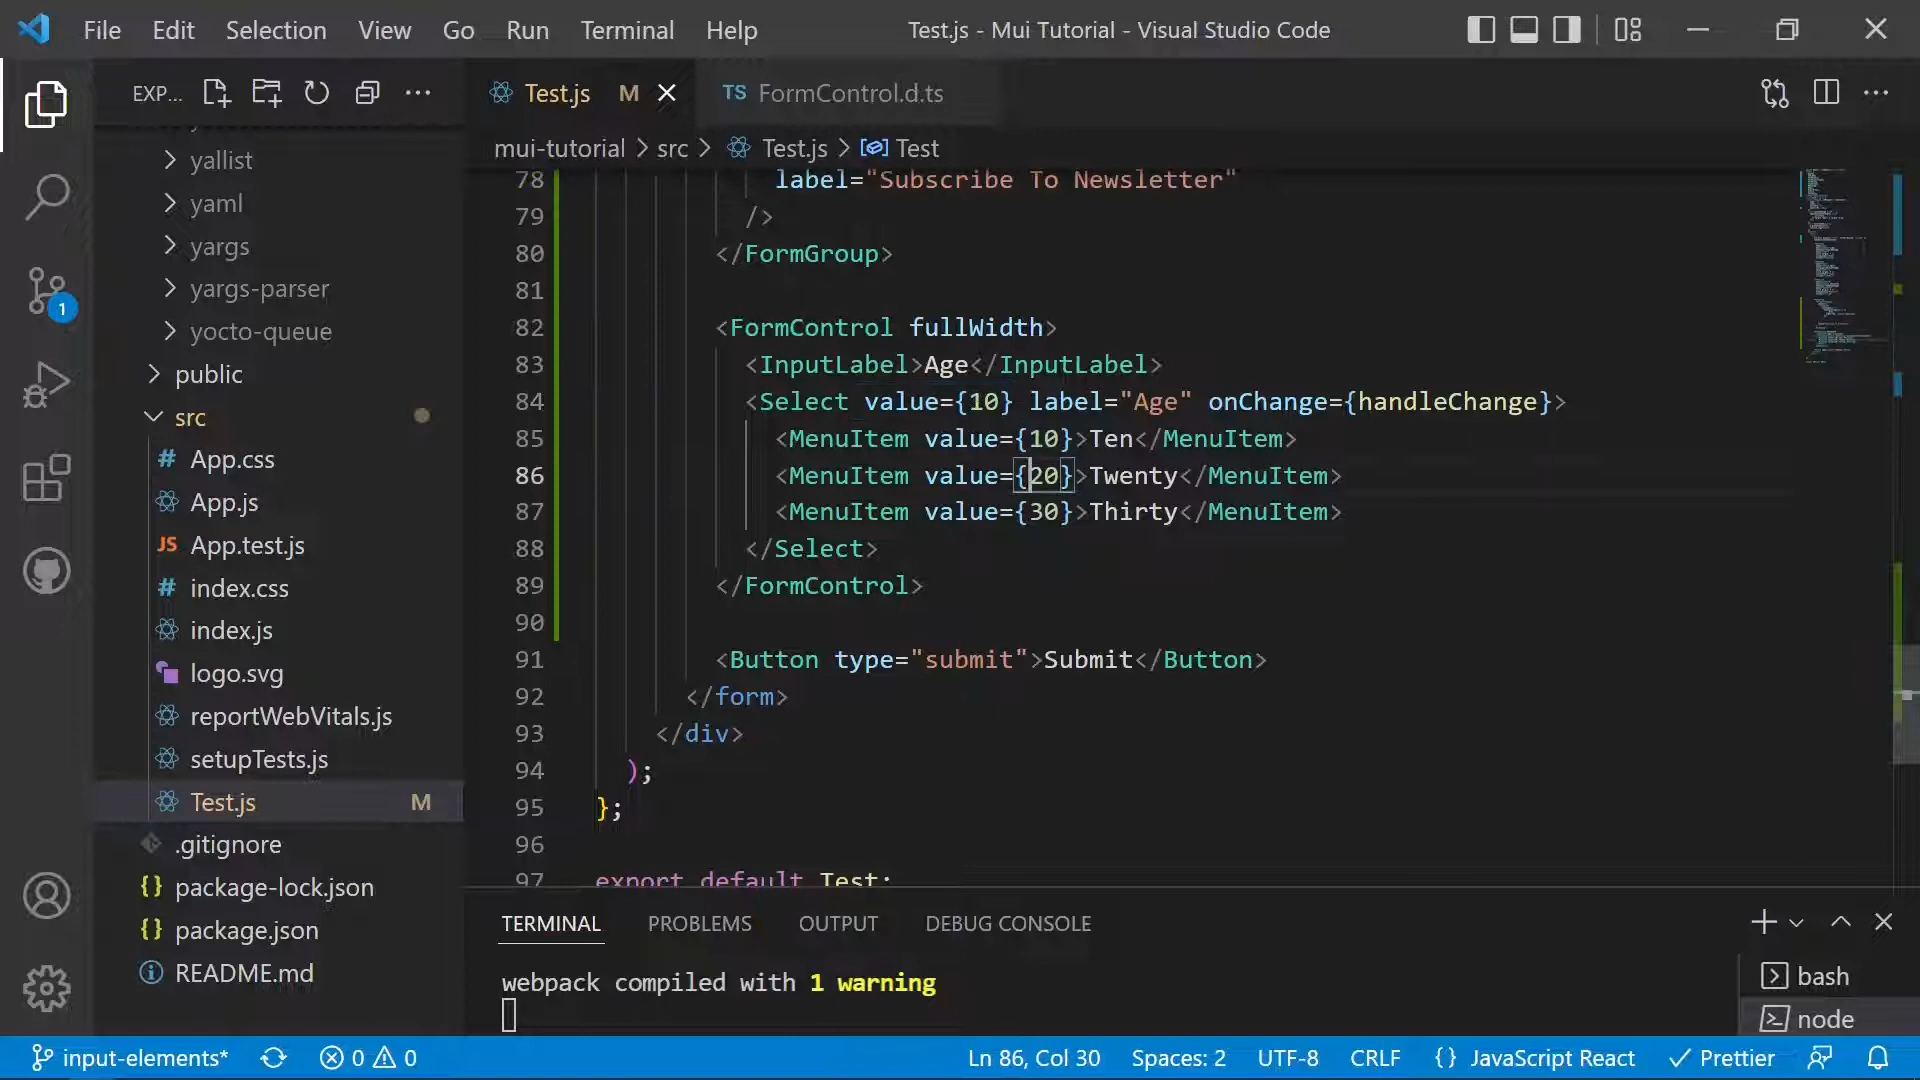 File Edit Selection View Go Run Terminal Help
Test.js - Mui Tutorial - Visual Studio Code
EXP...
Test.js M
TS FormControl.d.ts
mui-tutorial > src > Test.js > Test
yallist
yaml
yargs
yargs-parser
yocto-queue
public
src
# App.css
App.js
JS App.test.js
# index.css
index.js
logo.svg
reportWebVitals.js
setupTests.js
Test.js M
.gitignore
{} package-lock.json
{} package.json
README.md
1
78 label="Subscribe To Newsletter"
79 />
80 </FormGroup>
81
82 <FormControl fullWidth>
83 <InputLabel>Age</InputLabel>
84 <Select value={10} label="Age" onChange={handleChange}>
85 <MenuItem value={10}>Ten</MenuItem>
86 <MenuItem value={20}>Twenty</MenuItem>
87 <MenuItem value={30}>Thirty</MenuItem>
88 </Select>
89 </FormControl>
90
91 <Button type="submit">Submit</Button>
92 </form>
93 </div>
94 );
95 };
96
97 export default Test;
TERMINAL PROBLEMS OUTPUT DEBUG CONSOLE
webpack compiled with 1 warning
bash
node
input-elements* 0 0
Ln 86, Col 30 Spaces: 2 UTF-8 CRLF {} JavaScript React Prettier